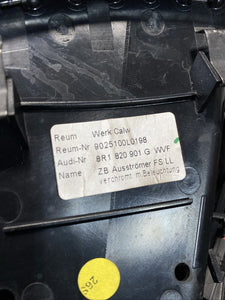 Reum Werk Calw
Reum-Nr 9025100L0198
Audi-Nr 8R1 820 901 G WVF
Name ZB Ausströmer FS LL
verchromt m.Beleuchtung
26